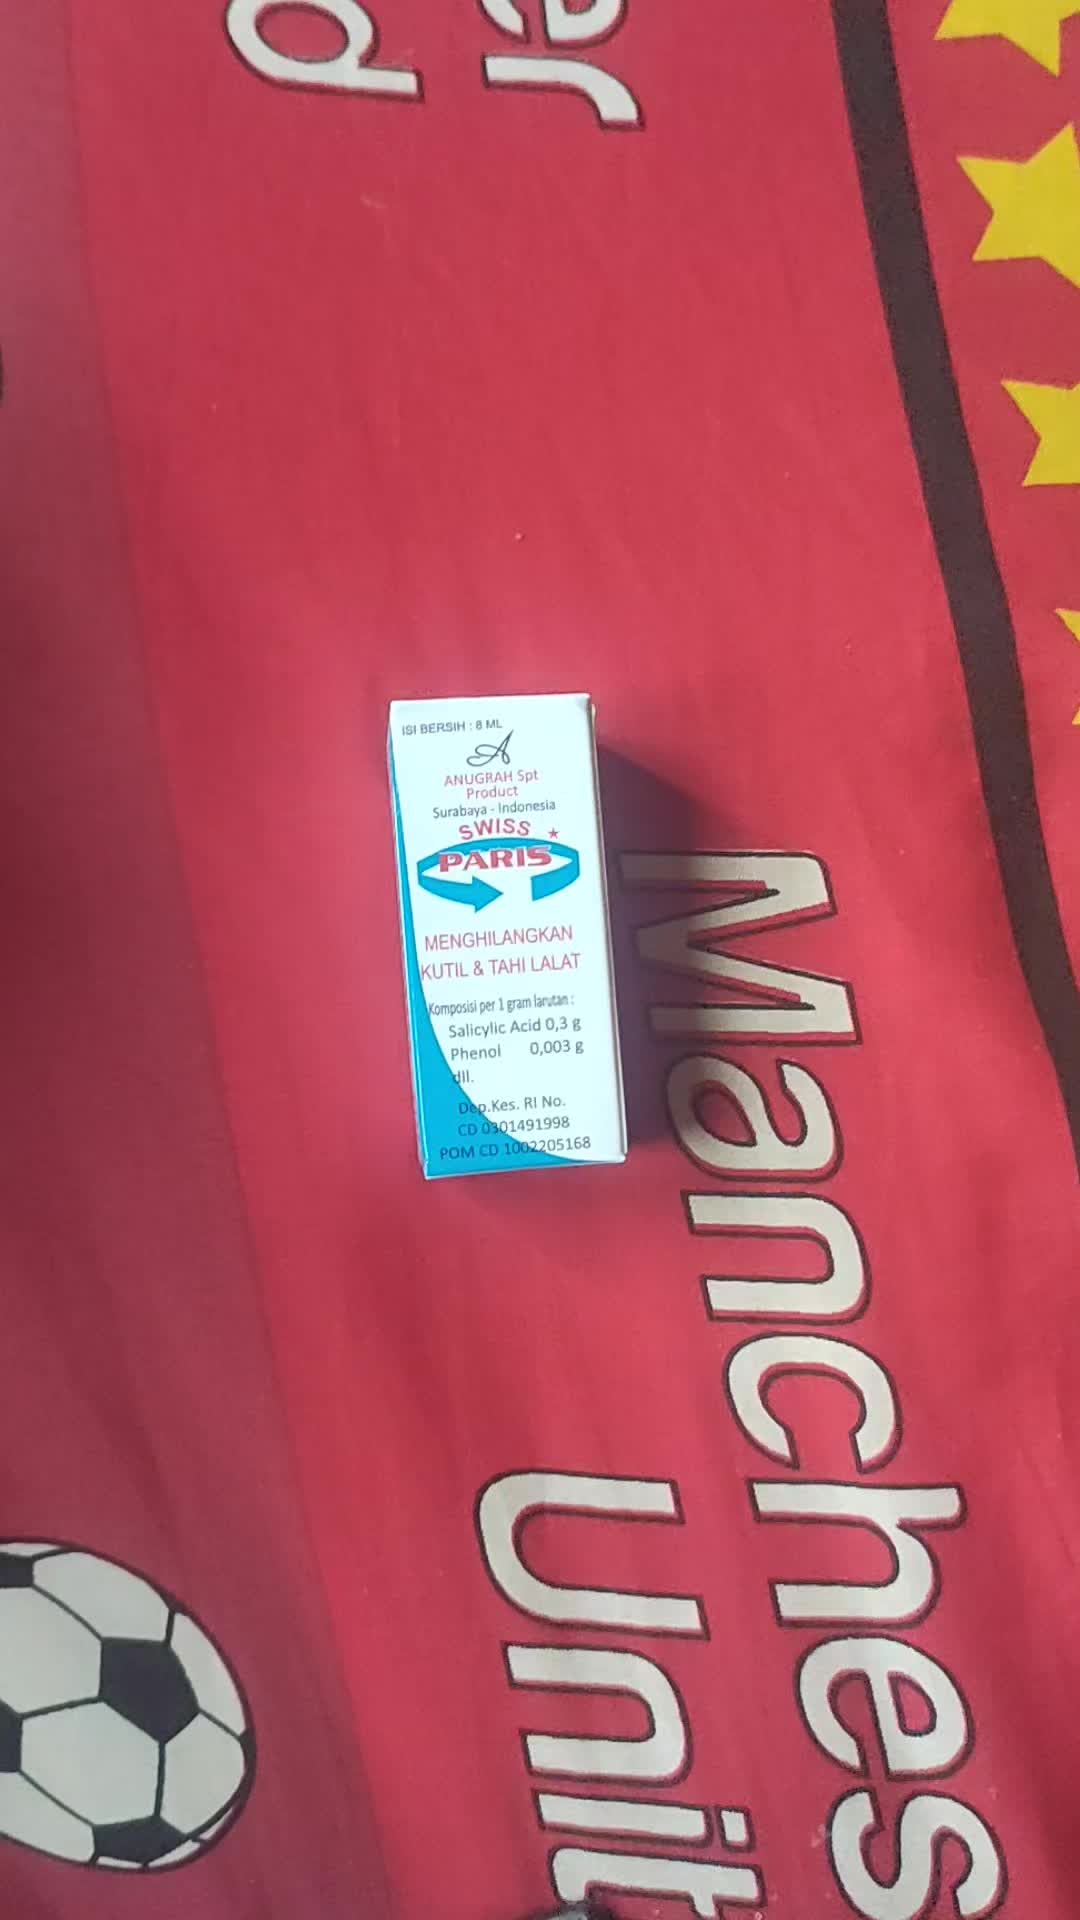 ISI BERSIH : 8 ML
A
ANUGRAH Spt
Product
Surabaya - Indonesia
SWISS
PARIS
MENGHILANGKAN
KUTIL & TAHI LALAT
Komposisi per 1 gram larutan :
Salicylic Acid 0,3 g
Phenol 0,003 g
dll.
Dep.Kes. RI No.
CD 0301491998
POM CD 1002205168
Manches
Unit
er
d